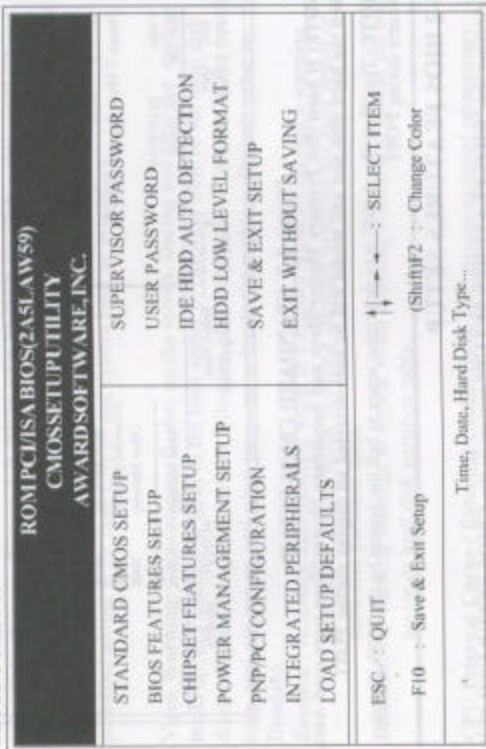 ROM PCI/ISA BIOS(2A5LAW59)
CMOSSETUPUTILITY
AWARDSOFTWARE,INC.
STANDARD CMOS SETUP
BIOS FEATURES SETUP
CHIPSET FEATURES SETUP
POWER MANAGEMENT SETUP
PNP/PCI CONFIGURATION
INTEGRATED PERIPHERALS
LOAD SETUP DEFAULTS
SUPERVISOR PASSWORD
USER PASSWORD
IDE HDD AUTO DETECTION
HDD LOW LEVEL FORMAT
SAVE & EXIT SETUP
EXIT WITHOUT SAVING
ESC : QUIT
↑↓→← : SELECT ITEM
F10 : Save & Exit Setup
(Shift)F2 : Change Color
Time, Date, Hard Disk Type...